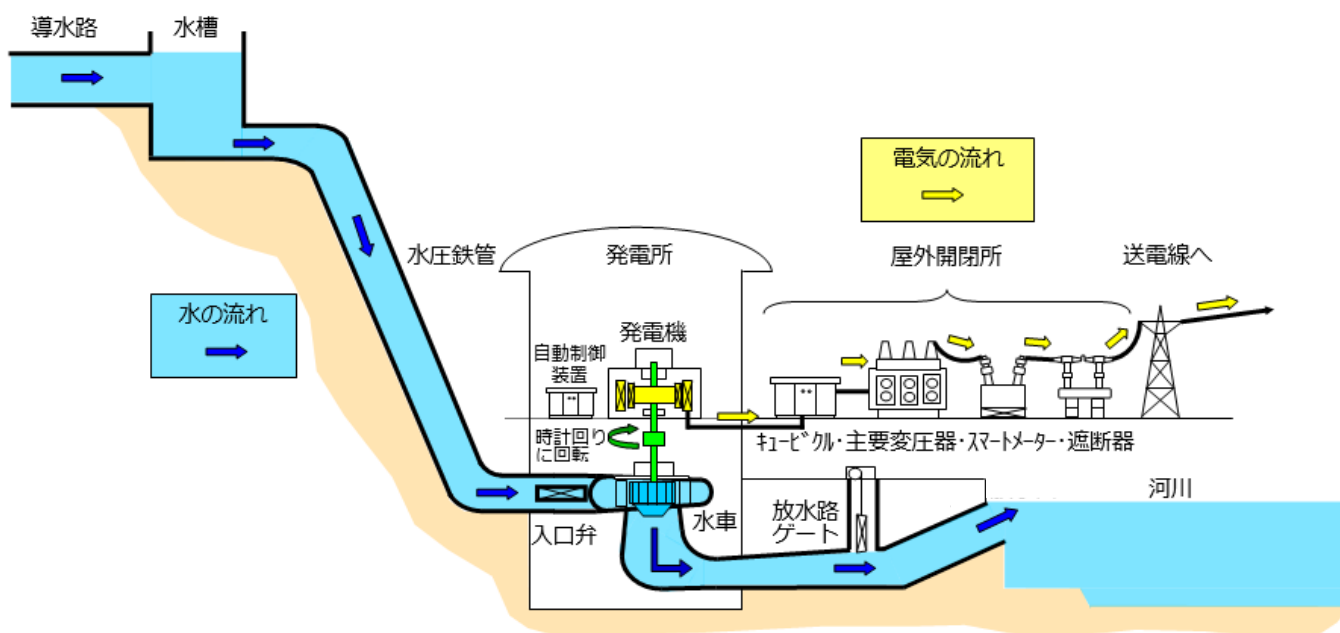 導水路
水槽
電気の流れ
水圧鉄管
発電所
屋外開閉所
送電線へ
水の流れ
発電機
自動制御
装置
時計回り
に回転
ｷｭｰﾋﾞｸﾙ・主要変圧器・ｽﾏｰﾄﾒｰﾀｰ・遮断器
入口弁
水車
放水路
ゲート
河川